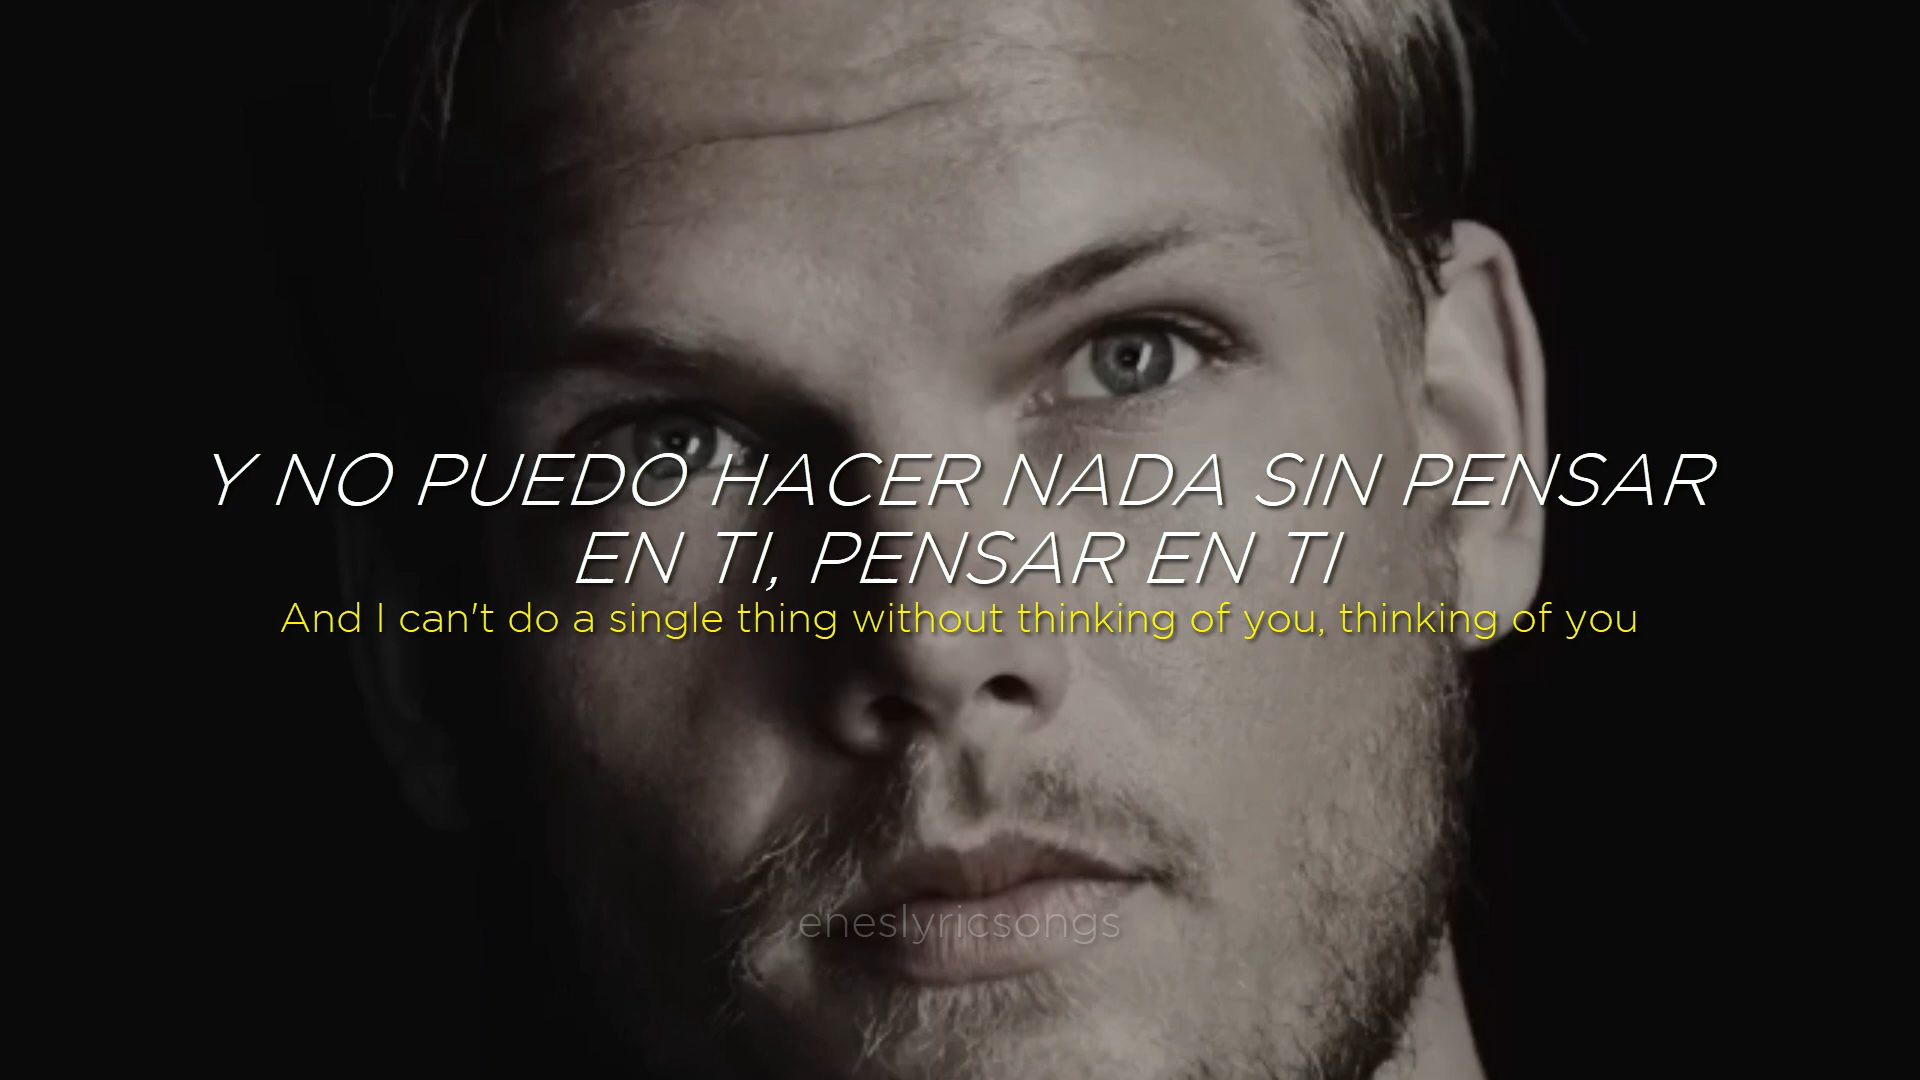 Y NO PUEDO HACER NADA SIN PENSAR
EN TI, PENSAR EN TI
And I can't do a single thing without thinking of you, thinking of you
eneslyricsongs